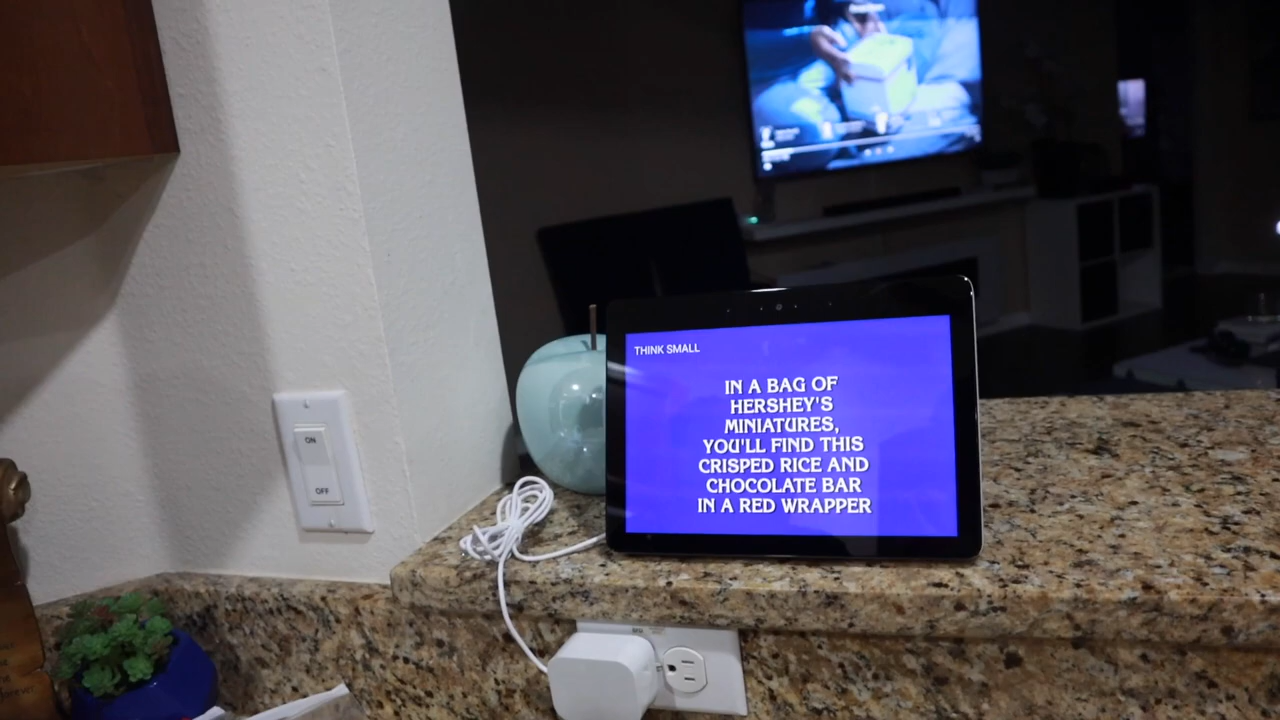 THINK SMALL
IN A BAG OF
HERSHEY'S
MINIATURES,
YOU'LL FIND THIS
CRISPED RICE AND
CHOCOLATE BAR
IN A RED WRAPPER
ON
OFF